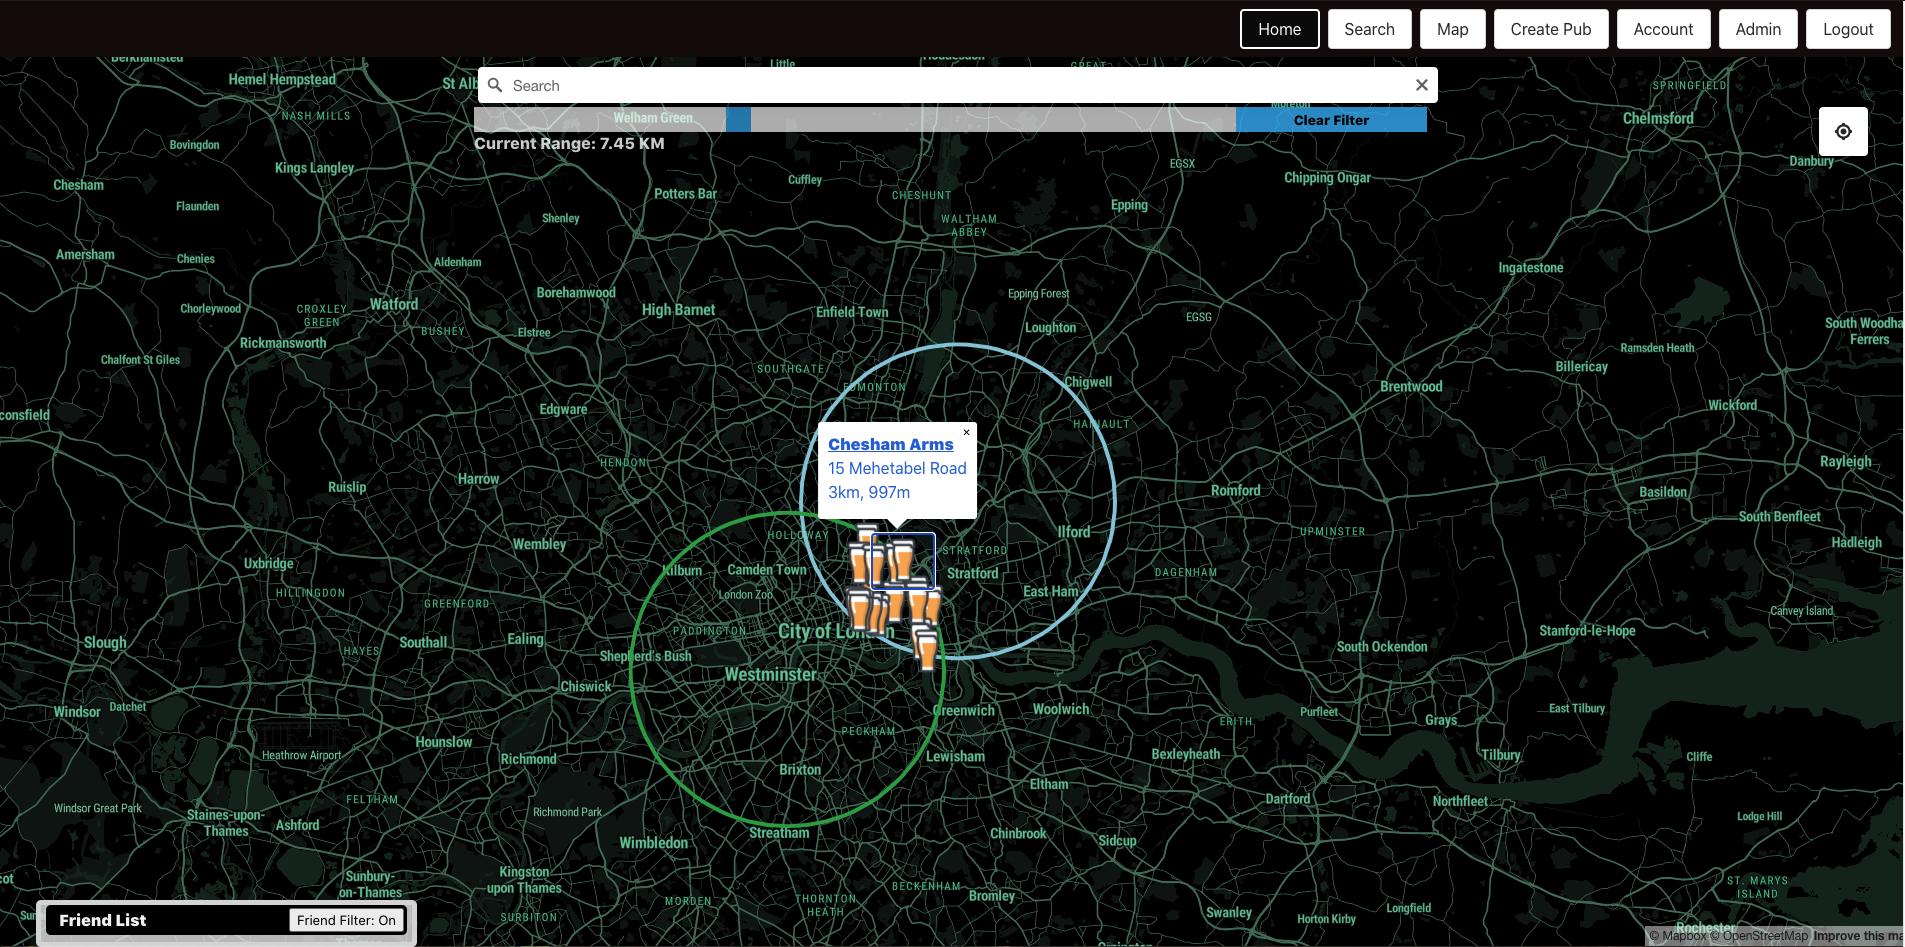 Home
Search
Map
Create Pub
Account
Admin
Logout
Berkhamsted
Little
Hoddesdon
GREAT
Hemel Hempstead
St Alb
Search
SPRINGFIELD
NASH MILLS
Moreton
Welham Green
Clear Filter
Chelmsford
Current Range: 7.45 KM
Bovingdon
Kings Langley
Danbury
EGSX
Chesham
Potters Bar
Cuffley
CHESHUNT
Chipping Ongar
Flaunden
Shenley
WALTHAM
ABBEY
Epping
Amersham
Chenies
Aldenham
Ingatestone
Borehamwood
Epping Forest
Chorleywood
CROXLEY
GREEN
Watford
High Barnet
Enfield Town
EGSG
BUSHEY
Elstree
Loughton
South Woodha
Ferrers
Rickmansworth
Ramsden Heath
Chalfont St Giles
SOUTHGATE
Billericay
EDMONTON
Chigwell
Brentwood
Edgware
Wickford
consfield
HAINAULT
Chesham Arms
×
15 Mehetabel Road
3km, 997m
HENDON
Rayleigh
Harrow
Ruislip
Romford
Basildon
South Benfleet
HOLLOWAY
Ilford
UPMINSTER
Wembley
STRATFORD
Hadleigh
Uxbridge
Kilburn
Camden Town
Stratford
DAGENHAM
HILLINGDON
GREENFORD
London Zoo
East Ham
Canvey Island
PADDINGTON
City of London
Stanford-le-Hope
Slough
Southall
Ealing
HAYES
Shepherd's Bush
South Ockendon
Westminster
Chiswick
Windsor
Datchet
Greenwich
Woolwich
Purfleet
East Tilbury
ERITH
Grays
PECKHAM
Hounslow
Heathrow Airport
Richmond
Lewisham
Bexleyheath
Tilbury
Cliffe
Brixton
Eltham
FELTHAM
Dartford
Northfleet
Windsor Great Park
Richmond Park
Staines-upon-
Thames
Ashford
Streatham
Chinbrook
Lodge Hill
Wimbledon
Sidcup
Sunbury-
on-Thames
Kingston
upon Thames
cot
BECKENHAM
ST. MARYS
ISLAND
MORDEN
THORNTON
HEATH
Bromley
Swanley
Longfield
Horton Kirby
SURBITON
Friend List
Friend Filter: On
Rochester
© Mapbox © OpenStreetMap Improve this ma